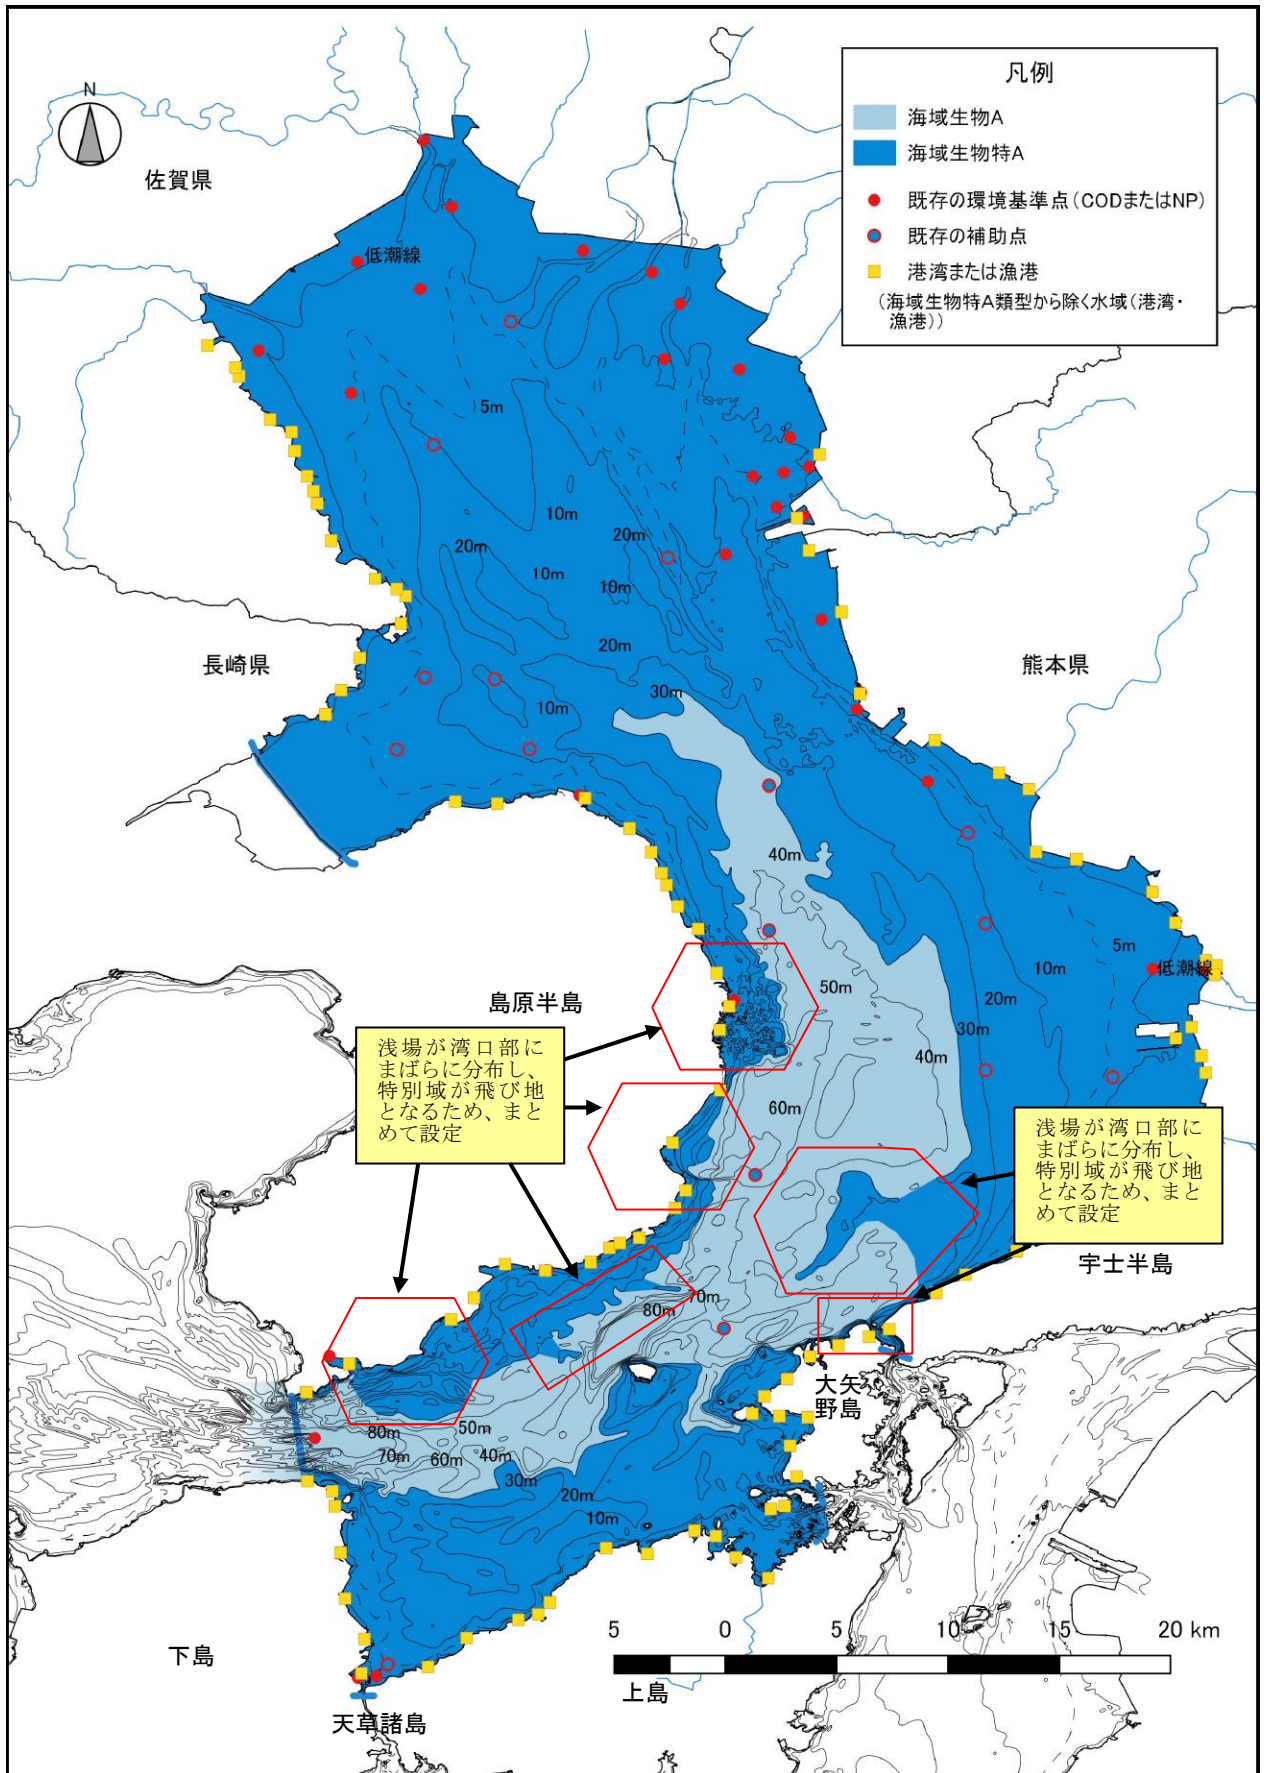 凡例
海域生物A
海域生物特A
既存の環境基準点(CODまたはNP)
既存の補助点
港湾または漁港
(海域生物特A類型から除く水域(港湾・
漁港))
N
佐賀県
低潮線
5m
10m
20m
20m
10m
10m
20m
長崎県
熊本県
30m
10m
40m
5m
低潮線
10m
50m
20m
島原半島
30m
40m
浅場が湾口部に
まばらに分布し、
特別域が飛び地
となるため、まと
めて設定
60m
浅場が湾口部に
まばらに分布し、
特別域が飛び地
となるため、まと
めて設定
宇土半島
70m
80m
大矢
野島
80m
50m
70m
60m
40m
30m
20m
10m
5
0
5
10
15
20 km
下島
上島
天草諸島